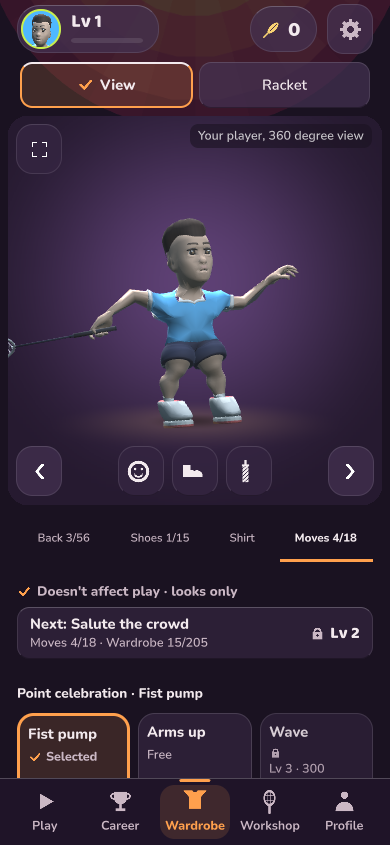 Lv 1
0
View
Racket
Your player, 360 degree view
Back 3/56
Shoes 1/15
Shirt
Moves 4/18
Doesn't affect play · looks only
Next: Salute the crowd
Moves 4/18 · Wardrobe 15/205
Lv 2
Point celebration · Fist pump
Fist pump
Selected
Arms up
Free
Wave
Lv 3 · 300
Play
Career
Wardrobe
Workshop
Profile